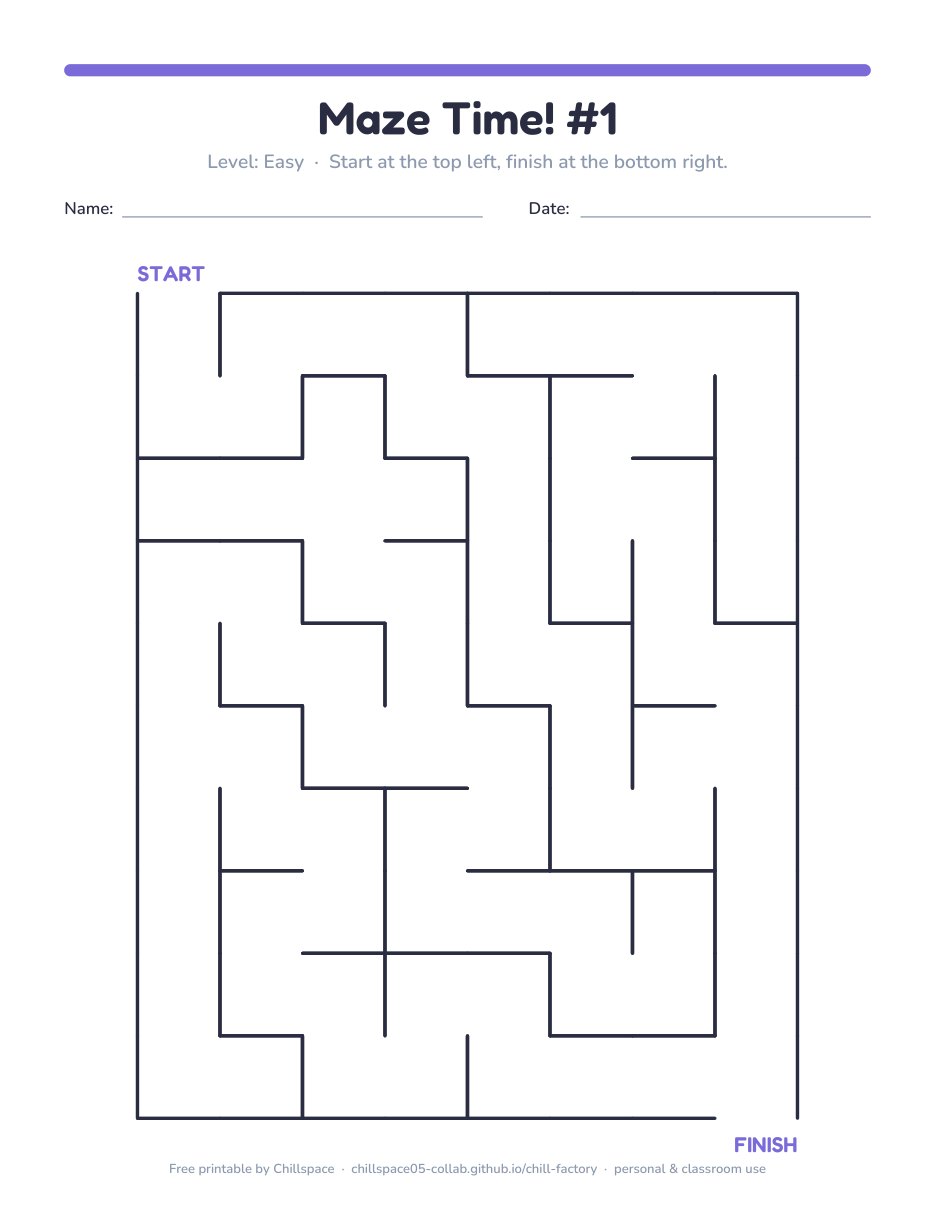 Maze Time! #1
Level: Easy · Start at the top left, finish at the bottom right.
Name: Date:
START
FINISH
Free printable by Chillspace · chillspace05-collab.github.io/chill-factory · personal & classroom use